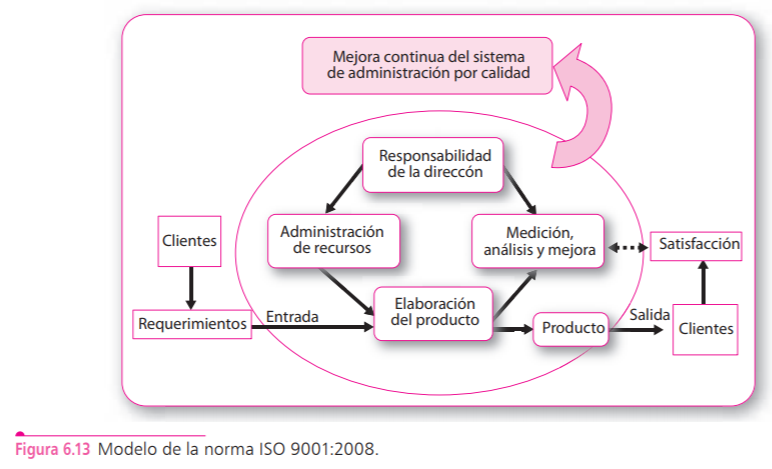 Mejora continua del sistema
de administración por calidad
Responsabilidad
de la direccón
Clientes
Administración
de recursos
Medición,
análisis y mejora
Satisfacción
Requerimientos
Entrada
Elaboración
del producto
Producto
Salida
Clientes
Figura 6.13 Modelo de la norma ISO 9001:2008.